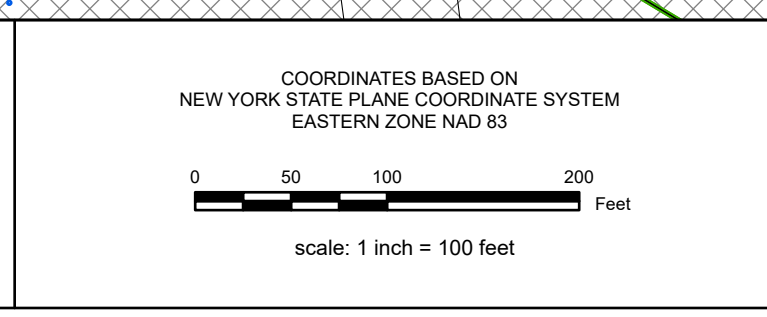 COORDINATES BASED ON
NEW YORK STATE PLANE COORDINATE SYSTEM
EASTERN ZONE NAD 83
0 50 100 200
Feet
scale: 1 inch = 100 feet